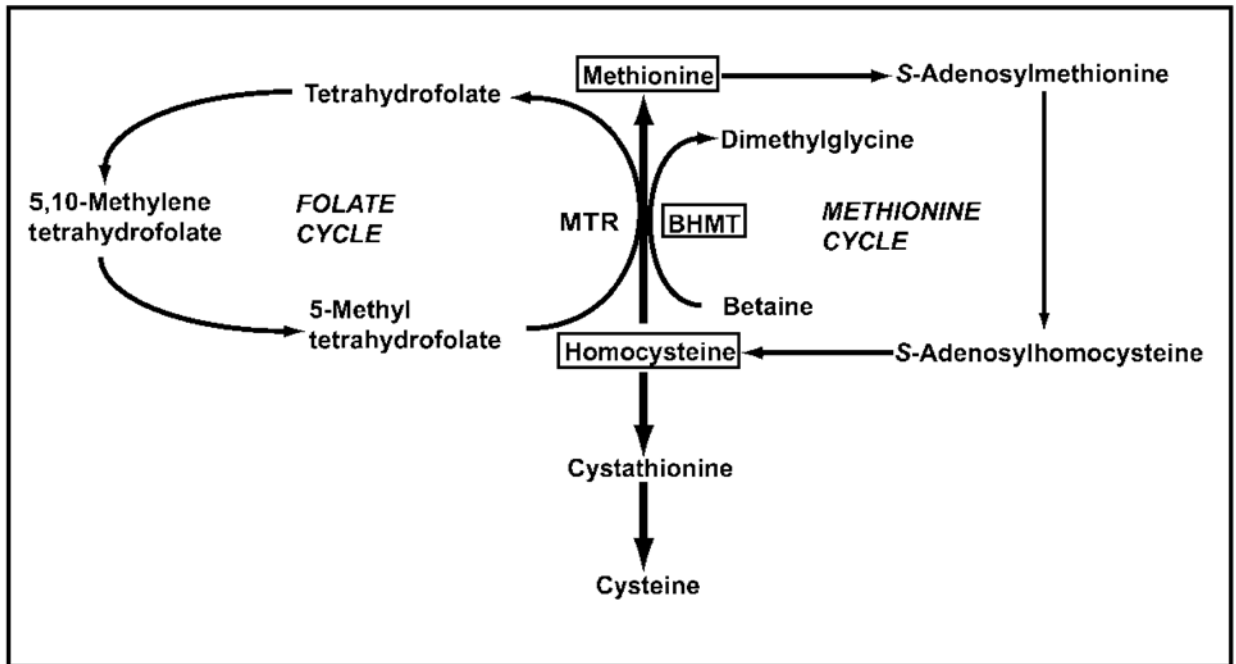 Methionine
S-Adenosylmethionine
Tetrahydrofolate
Dimethylglycine
5,10-Methylene
tetrahydrofolate
FOLATE
CYCLE
MTR
BHMT
METHIONINE
CYCLE
5-Methyl
tetrahydrofolate
Betaine
Homocysteine
S-Adenosylhomocysteine
Cystathionine
Cysteine